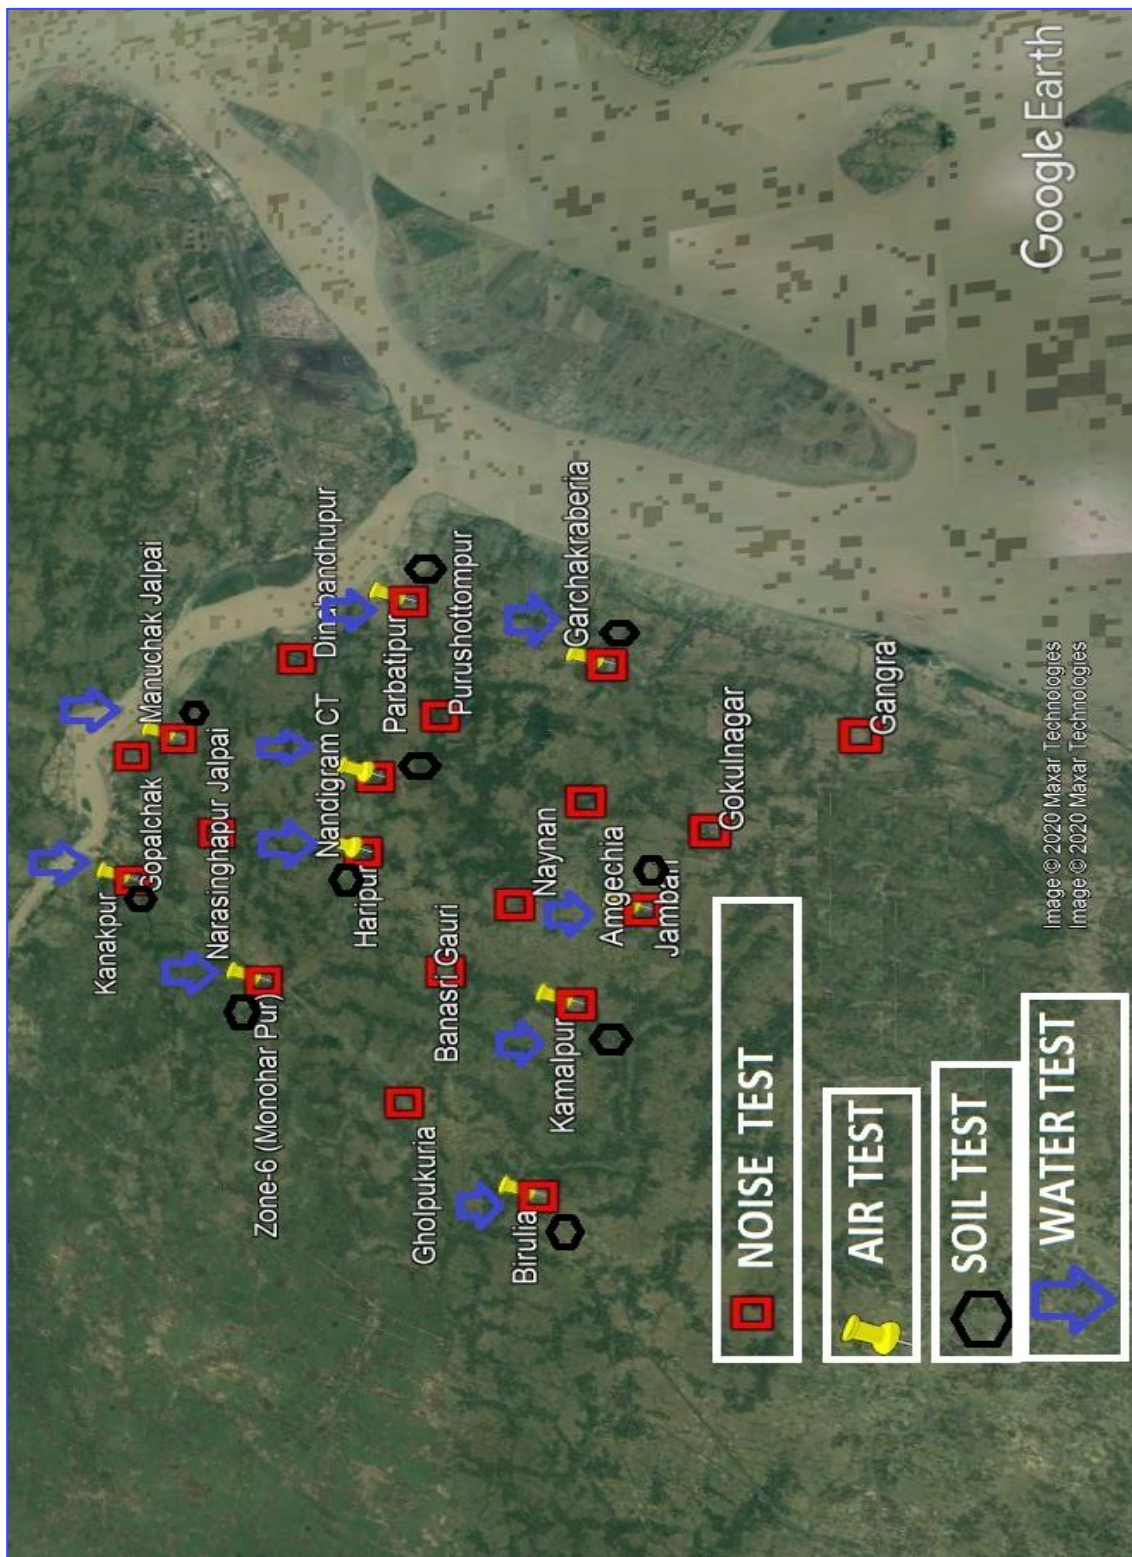 Kanakpur
Gopalchak
Manuchak Jalpai
Narasinghapur Jalpai
Zone-6 (Monohar Pur)
Dinabandhupur
Nandigram CT
Haripur
Parbatipur
Purushottompur
Banasri Gauri
Gholpukuria
Garchakraberia
Naynan
Amgechia
Jambari
Kamalpur
Birulia
Gokulnagar
Gangra
NOISE TEST
AIR TEST
SOIL TEST
WATER TEST
Image © 2020 Maxar Technologies
Image © 2020 Maxar Technologies
Google Earth